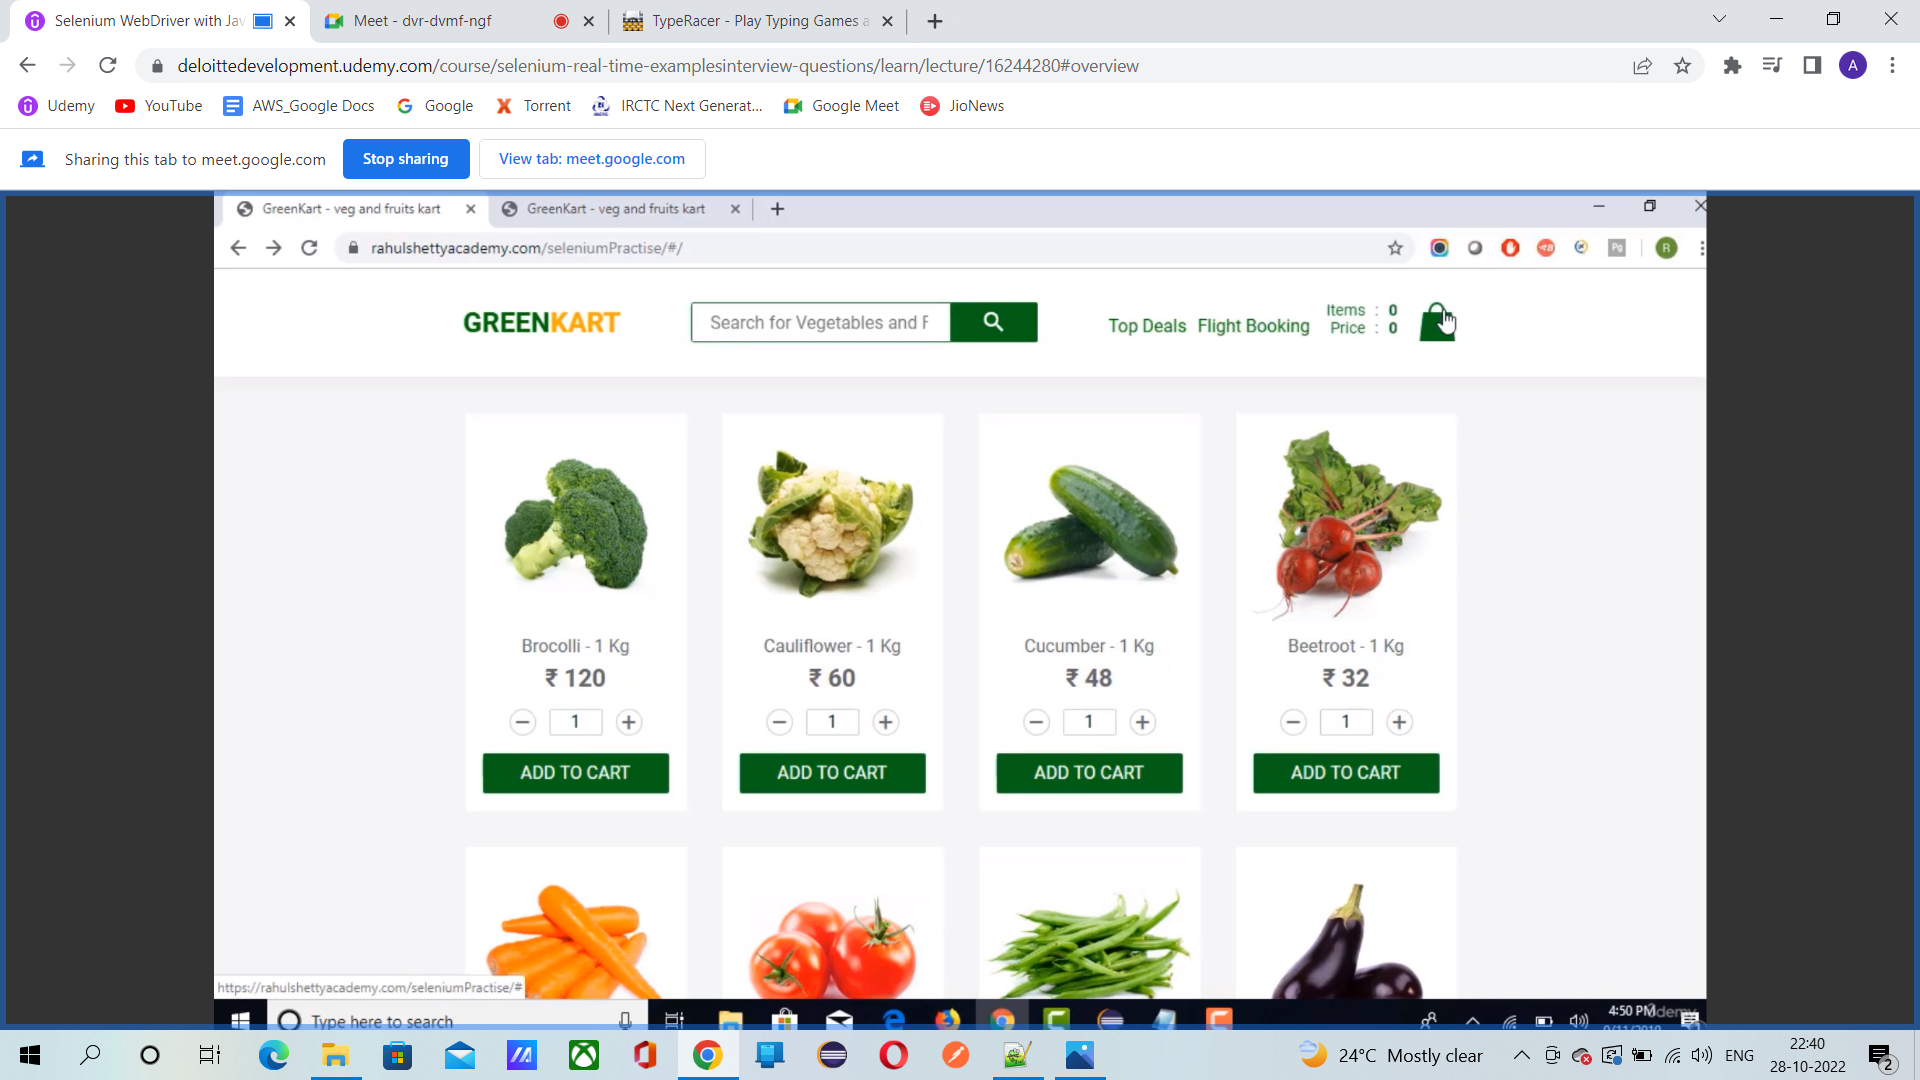 Selenium WebDriver with Jav
Meet - dvr-dvmf-ngf
TypeRacer - Play Typing Games a
deloittedevelopment.udemy.com/course/selenium-real-time-examplesinterview-questions/learn/lecture/16244280#overview
A
Udemy
YouTube
AWS_Google Docs
Google
Torrent
IRCTC Next Generat...
Google Meet
JioNews
Sharing this tab to meet.google.com
Stop sharing
View tab: meet.google.com
GreenKart - veg and fruits kart
GreenKart - veg and fruits kart
rahulshettyacademy.com/seleniumPractise/#/
Pg
R
GREENKART
Search for Vegetables and F
Top Deals
Flight Booking
Items : 0
Price : 0
Brocolli - 1 Kg
Cauliflower - 1 Kg
Cucumber - 1 Kg
Beetroot - 1 Kg
₹ 120
₹ 60
₹ 48
₹ 32
1
1
1
1
ADD TO CART
ADD TO CART
ADD TO CART
ADD TO CART
https://rahulshettyacademy.com/seleniumPractise/#
Type here to search
4:50 PM
24°C Mostly clear
ENG
22:40
28-10-2022
2